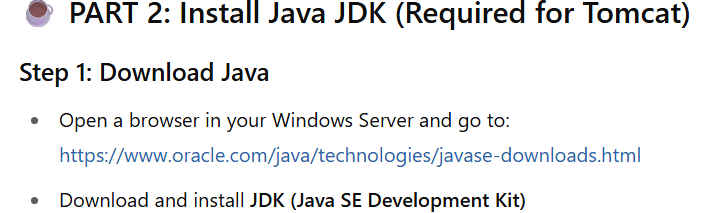 PART 2: Install Java JDK (Required for Tomcat)
Step 1: Download Java
Open a browser in your Windows Server and go to:
https://www.oracle.com/java/technologies/javase-downloads.html
Download and install JDK (Java SE Development Kit)